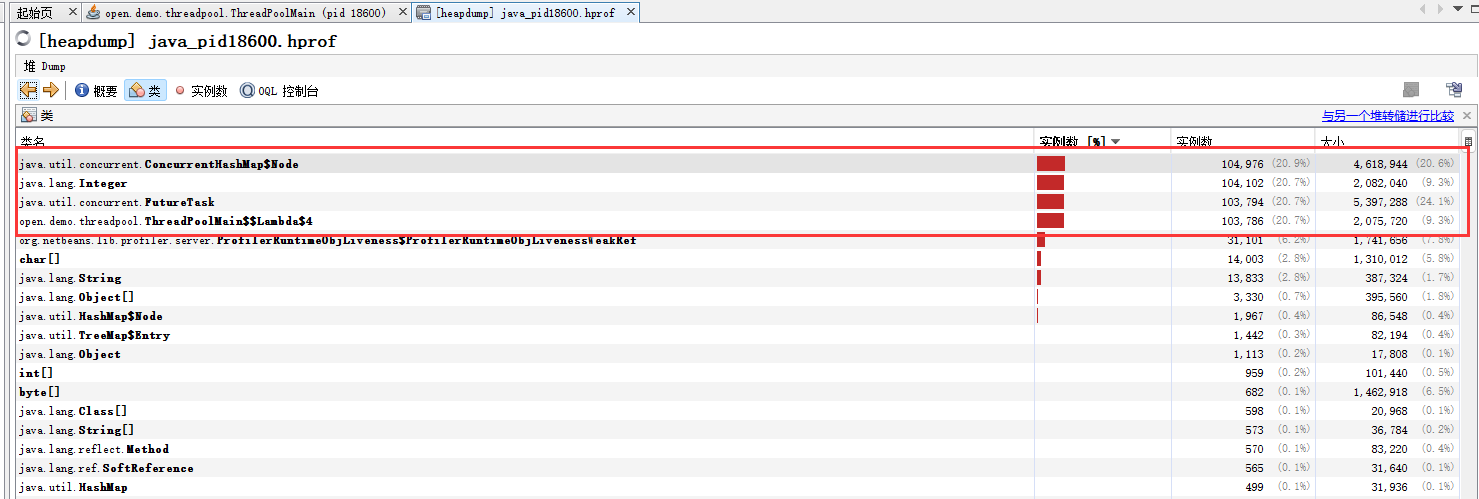 起始页 × open.demo.threadpool.ThreadPoolMain (pid 18600) × [heapdump] java_pid18600.hprof ×
[heapdump] java_pid18600.hprof
堆 Dump
概要 类 实例数 OQL 控制台
类 与另一个堆转储进行比较 ×
类名 实例数 [%] 实例数 大小
java.util.concurrent.ConcurrentHashMap$Node 104,976 (20.9%) 4,618,944 (20.6%)
java.lang.Integer 104,102 (20.7%) 2,082,040 (9.3%)
java.util.concurrent.FutureTask 103,794 (20.7%) 5,397,288 (24.1%)
open.demo.threadpool.ThreadPoolMain$$Lambda$4 103,786 (20.7%) 2,075,720 (9.3%)
org.netbeans.lib.profiler.server.ProfilerRuntimeObjLiveness$ProfilerRuntimeObjLivenessWeakRef 31,101 (6.2%) 1,741,656 (7.8%)
char[] 14,003 (2.8%) 1,310,012 (5.8%)
java.lang.String 13,833 (2.8%) 387,324 (1.7%)
java.lang.Object[] 3,330 (0.7%) 395,560 (1.8%)
java.util.HashMap$Node 1,967 (0.4%) 86,548 (0.4%)
java.util.TreeMap$Entry 1,442 (0.3%) 82,194 (0.4%)
java.lang.Object 1,113 (0.2%) 17,808 (0.1%)
int[] 959 (0.2%) 101,440 (0.5%)
byte[] 682 (0.1%) 1,462,918 (6.5%)
java.lang.Class[] 598 (0.1%) 20,968 (0.1%)
java.lang.String[] 573 (0.1%) 36,784 (0.2%)
java.lang.reflect.Method 570 (0.1%) 83,220 (0.4%)
java.lang.ref.SoftReference 565 (0.1%) 31,640 (0.1%)
java.util.HashMap 499 (0.1%) 31,936 (0.1%)